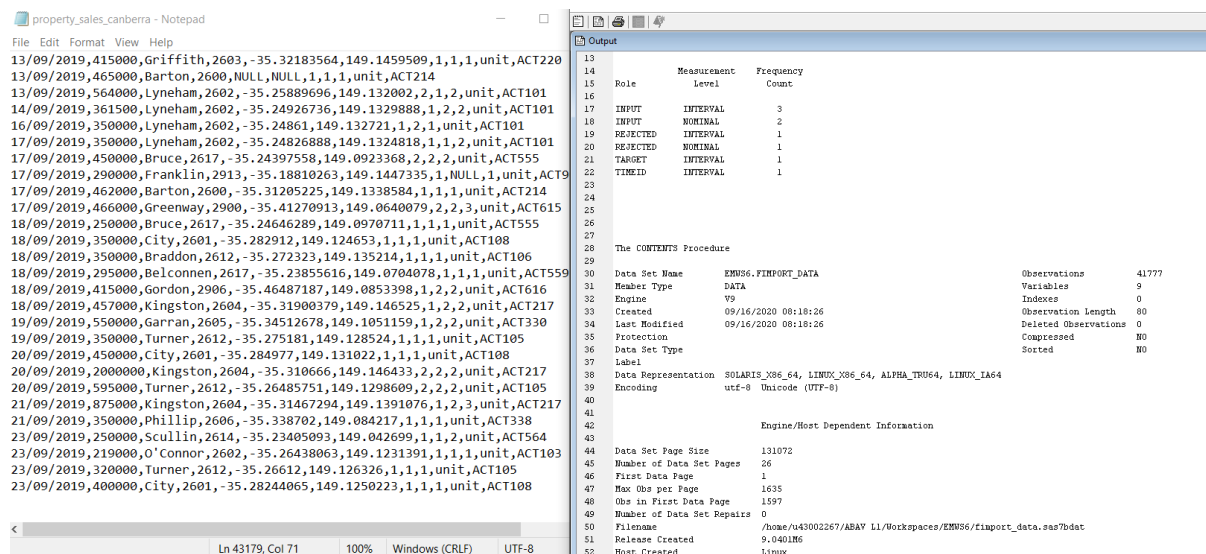 property_sales_canberra - Notepad
File Edit Format View Help
13/09/2019,415000,Griffith,2603,-35.32183564,149.1459509,1,1,1,unit,ACT220
13/09/2019,465000,Barton,2600,NULL,NULL,1,1,1,unit,ACT214
13/09/2019,564000,Lyneham,2602,-35.25889696,149.132002,2,1,2,unit,ACT101
14/09/2019,361500,Lyneham,2602,-35.24926736,149.1329888,1,2,2,unit,ACT101
16/09/2019,350000,Lyneham,2602,-35.24861,149.132721,1,2,1,unit,ACT101
17/09/2019,350000,Lyneham,2602,-35.24826888,149.1324818,1,1,2,unit,ACT101
17/09/2019,450000,Bruce,2617,-35.24397558,149.0923368,2,2,2,unit,ACT555
17/09/2019,290000,Franklin,2913,-35.18810263,149.1447335,1,NULL,1,unit,ACT9
17/09/2019,462000,Barton,2600,-35.31205225,149.1338584,1,1,1,unit,ACT214
17/09/2019,466000,Greenway,2900,-35.41270913,149.0640079,2,2,3,unit,ACT615
18/09/2019,250000,Bruce,2617,-35.24646289,149.0970711,1,1,1,unit,ACT555
18/09/2019,350000,City,2601,-35.282912,149.124653,1,1,1,unit,ACT108
18/09/2019,350000,Braddon,2612,-35.272323,149.135214,1,1,1,unit,ACT106
18/09/2019,295000,Belconnen,2617,-35.23855616,149.0704078,1,1,1,unit,ACT559
18/09/2019,415000,Gordon,2906,-35.46487187,149.0853398,1,2,2,unit,ACT616
18/09/2019,457000,Kingston,2604,-35.31900379,149.146525,1,2,2,unit,ACT217
19/09/2019,550000,Garran,2605,-35.34512678,149.1051159,1,2,2,unit,ACT330
19/09/2019,350000,Turner,2612,-35.275181,149.128524,1,1,1,unit,ACT105
20/09/2019,450000,City,2601,-35.284977,149.131022,1,1,1,unit,ACT108
20/09/2019,2000000,Kingston,2604,-35.310666,149.146433,2,2,2,unit,ACT217
20/09/2019,595000,Turner,2612,-35.26485751,149.1298609,2,2,2,unit,ACT105
21/09/2019,875000,Kingston,2604,-35.31467294,149.1391076,1,2,3,unit,ACT217
21/09/2019,350000,Phillip,2606,-35.338702,149.084217,1,1,1,unit,ACT338
23/09/2019,250000,Scullin,2614,-35.23405093,149.042699,1,1,2,unit,ACT564
23/09/2019,219000,O'Connor,2602,-35.26438063,149.1231391,1,1,1,unit,ACT103
23/09/2019,320000,Turner,2612,-35.26612,149.126326,1,1,1,unit,ACT105
23/09/2019,400000,City,2601,-35.28244065,149.1250223,1,1,1,unit,ACT108
Ln 43179, Col 71 100% Windows (CRLF) UTF-8
Output
13
14 Measurement Frequency
15 Role Level Count
16
17 INPUT INTERVAL 3
18 INPUT NOMINAL 2
19 REJECTED INTERVAL 1
20 REJECTED NOMINAL 1
21 TARGET INTERVAL 1
22 TIMEID INTERVAL 1
23
24
25
26
27
28 The CONTENTS Procedure
29
30 Data Set Name EMWS6.FIMPORT_DATA Observations 41777
31 Member Type DATA Variables 9
32 Engine V9 Indexes 0
33 Created 09/16/2020 08:18:26 Observation Length 80
34 Last Modified 09/16/2020 08:18:26 Deleted Observations 0
35 Protection Compressed NO
36 Data Set Type Sorted NO
37 Label
38 Data Representation SOLARIS_X86_64, LINUX_X86_64, ALPHA_TRU64, LINUX_IA64
39 Encoding utf-8 Unicode (UTF-8)
40
41
42 Engine/Host Dependent Information
43
44 Data Set Page Size 131072
45 Number of Data Set Pages 26
46 First Data Page 1
47 Max Obs per Page 1635
48 Obs in First Data Page 1597
49 Number of Data Set Repairs 0
50 Filename /home/u43002267/ABAV L1/Workspaces/EMWS6/fimport_data.sas7bdat
51 Release Created 9.0401M6
52 Host Created Linux